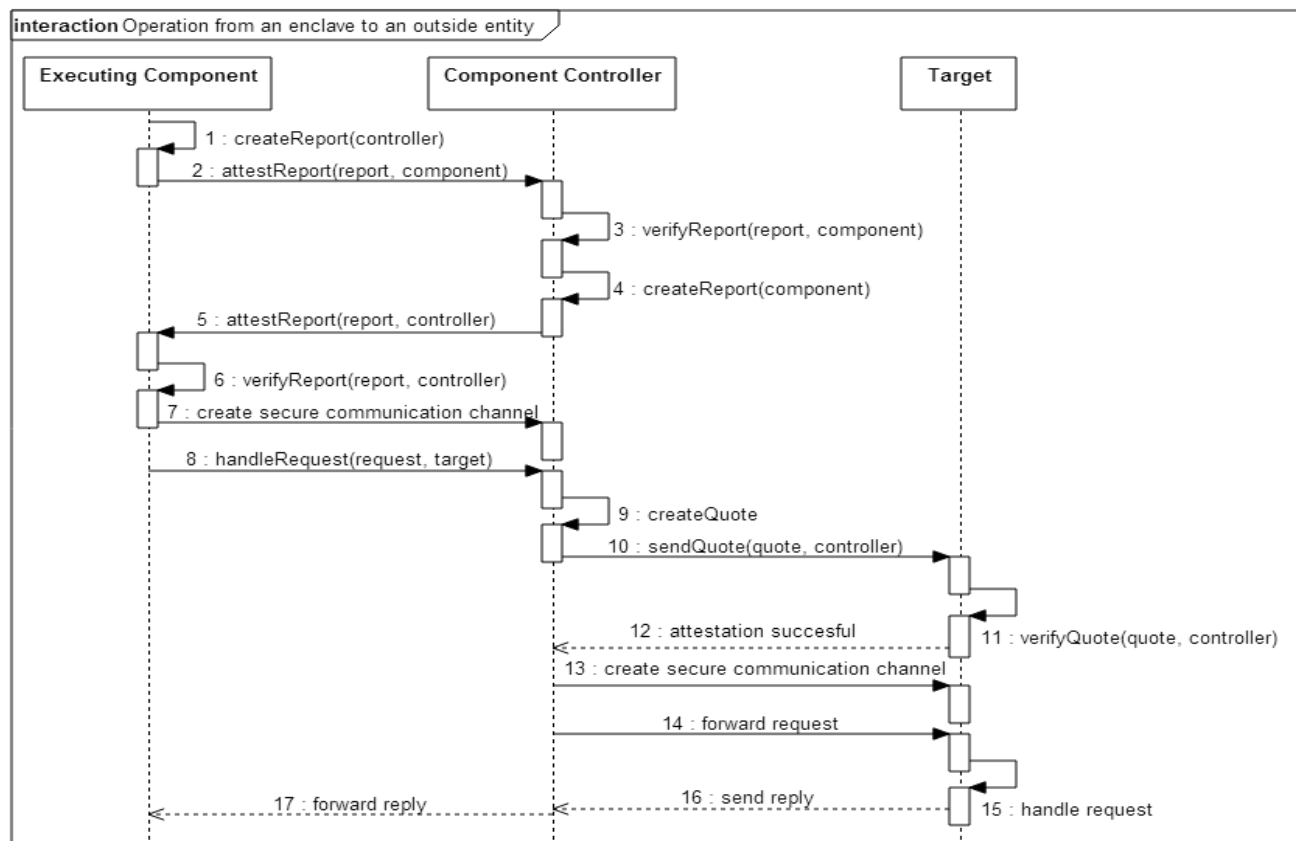 interaction Operation from an enclave to an outside entity
Executing Component
Component Controller
Target
1 : createReport(controller)
2 : attestReport(report, component)
3 : verifyReport(report, component)
4 : createReport(component)
5 : attestReport(report, controller)
6 : verifyReport(report, controller)
7 : create secure communication channel
8 : handleRequest(request, target)
9 : createQuote
10 : sendQuote(quote, controller)
11 : verifyQuote(quote, controller)
12 : attestation succesful
13 : create secure communication channel
14 : forward request
15 : handle request
16 : send reply
17 : forward reply